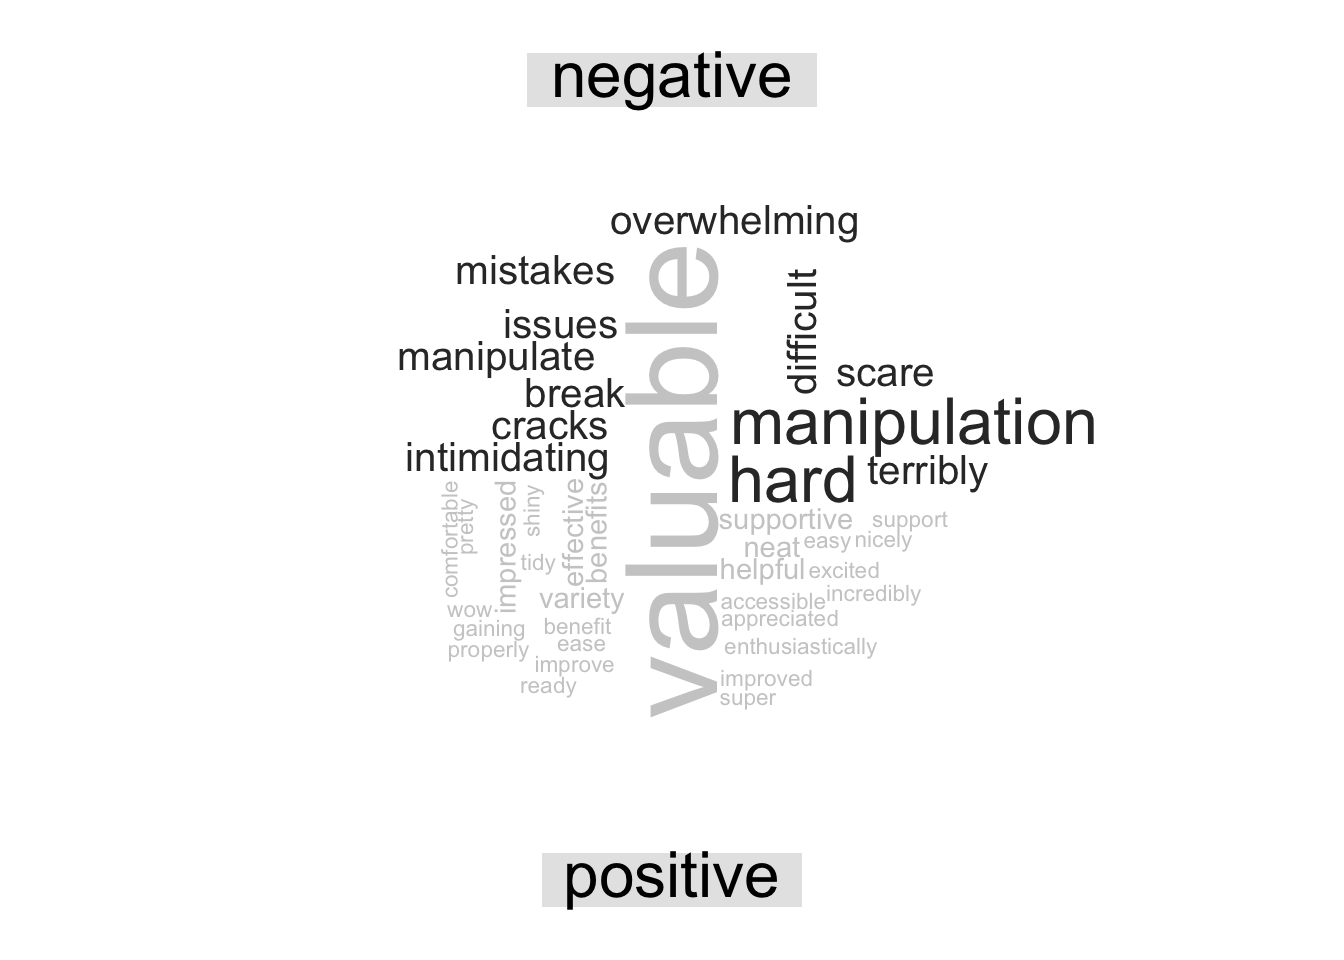 negative
overwhelming
mistakes
difficult
issues
manipulate
scare
break
manipulation
cracks
intimidating
hard
terribly
valuable
comfortable
pretty
impressed
shiny
effective
benefits
supportive
support
neat
easy
nicely
tidy
helpful
excited
variety
accessible
incredibly
wow
appreciated
gaining
benefit
properly
ease
enthusiastically
improve
improved
ready
super
positive